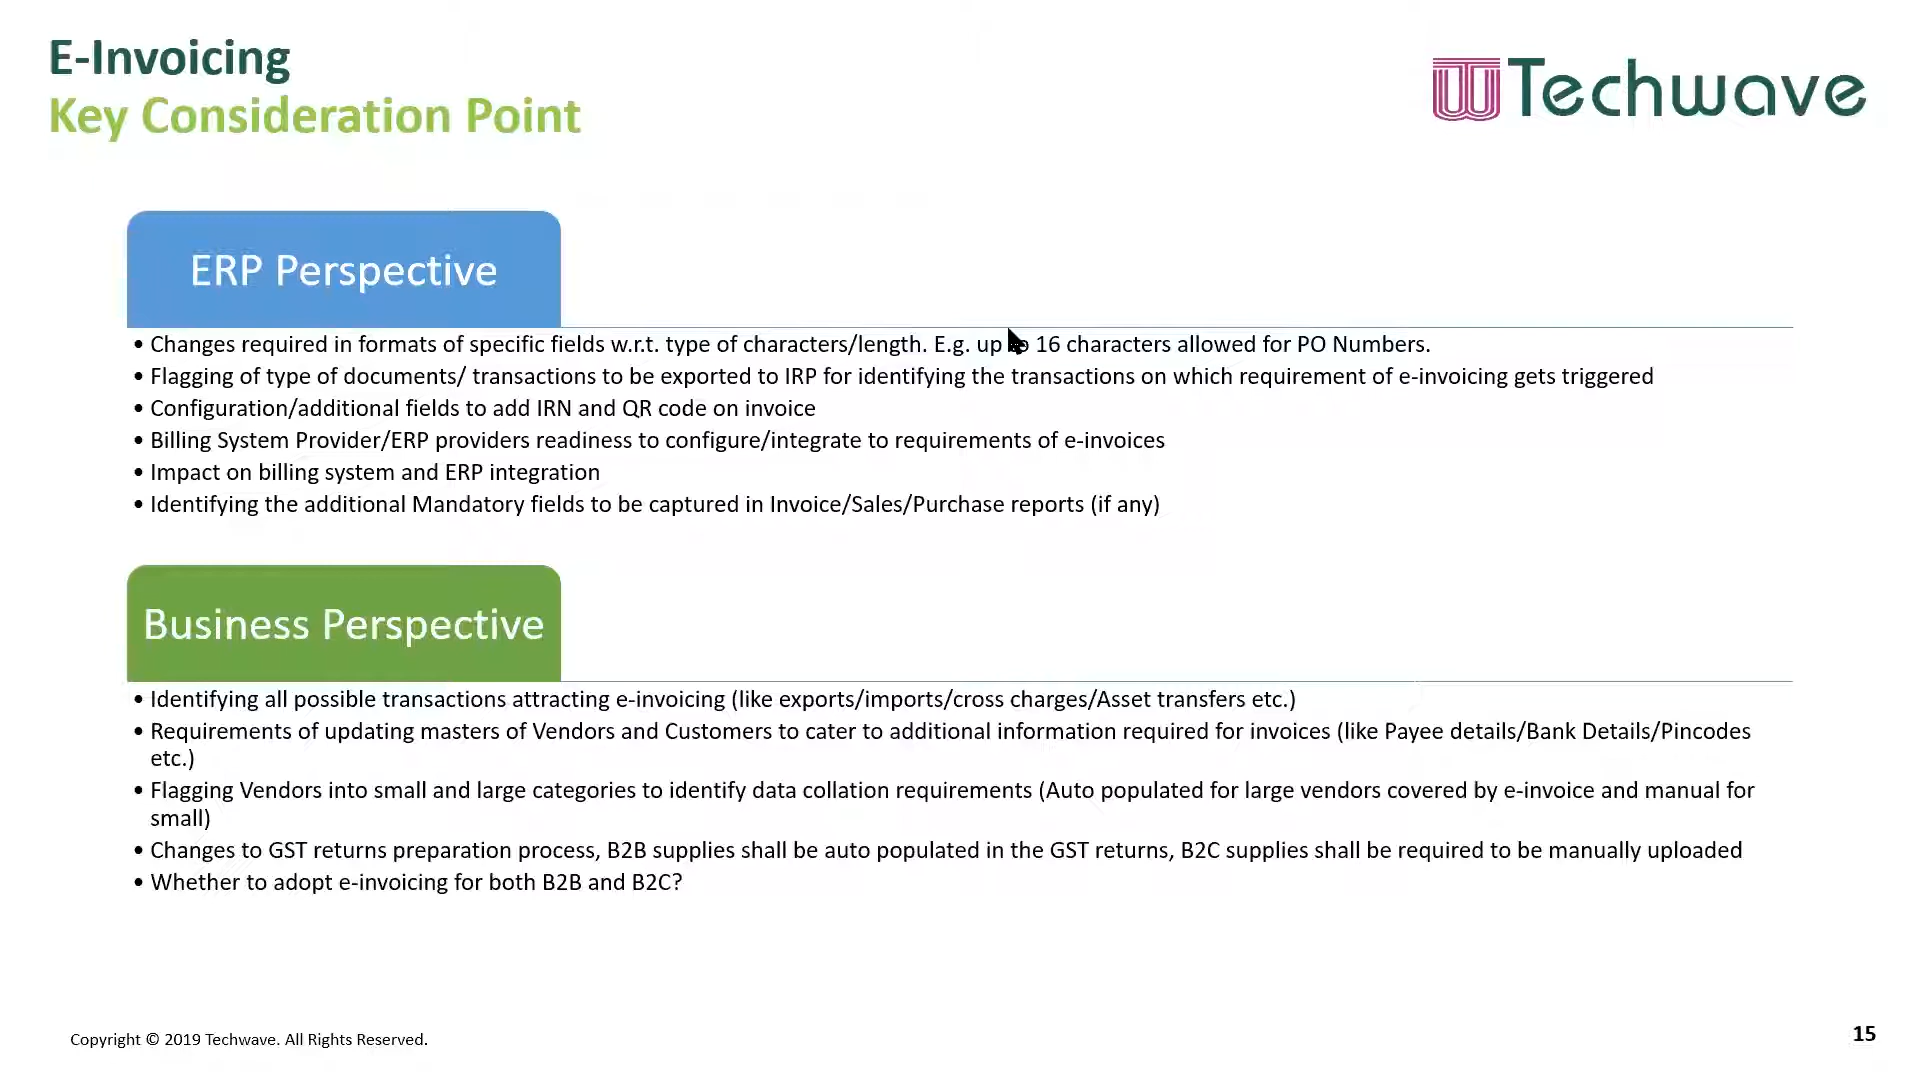 E-Invoicing
Key Consideration Point
Techwave
ERP Perspective
• Changes required in formats of specific fields w.r.t. type of characters/length. E.g. up 16 characters allowed for PO Numbers.
• Flagging of type of documents/ transactions to be exported to IRP for identifying the transactions on which requirement of e-invoicing gets triggered
• Configuration/additional fields to add IRN and QR code on invoice
• Billing System Provider/ERP providers readiness to configure/integrate to requirements of e-invoices
• Impact on billing system and ERP integration
• Identifying the additional Mandatory fields to be captured in Invoice/Sales/Purchase reports (if any)
Business Perspective
• Identifying all possible transactions attracting e-invoicing (like exports/imports/cross charges/Asset transfers etc.)
• Requirements of updating masters of Vendors and Customers to cater to additional information required for invoices (like Payee details/Bank Details/Pincodes
etc.)
• Flagging Vendors into small and large categories to identify data collation requirements (Auto populated for large vendors covered by e-invoice and manual for
small)
• Changes to GST returns preparation process, B2B supplies shall be auto populated in the GST returns, B2C supplies shall be required to be manually uploaded
• Whether to adopt e-invoicing for both B2B and B2C?
Copyright © 2019 Techwave. All Rights Reserved.
15